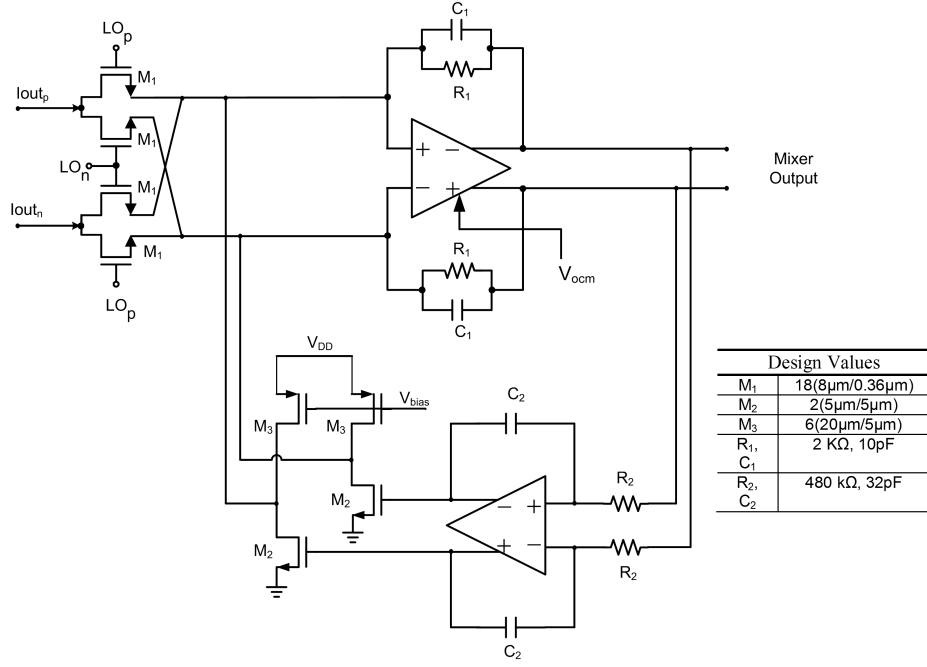 LOp
C1
M1
R1
Ioutp
M1
+ −
− +
Mixer
Output
LOn
M1
Ioutn
M1
R1
Vocm
LOp
C1
VDD
Vbias
M3
M3
C2
M2
R2
− +
+ −
M2
R2
C2
Design Values
M1 18(8µm/0.36µm)
M2 2(5µm/5µm)
M3 6(20µm/5µm)
R1, 2 KΩ, 10pF
C1
R2, 480 kΩ, 32pF
C2